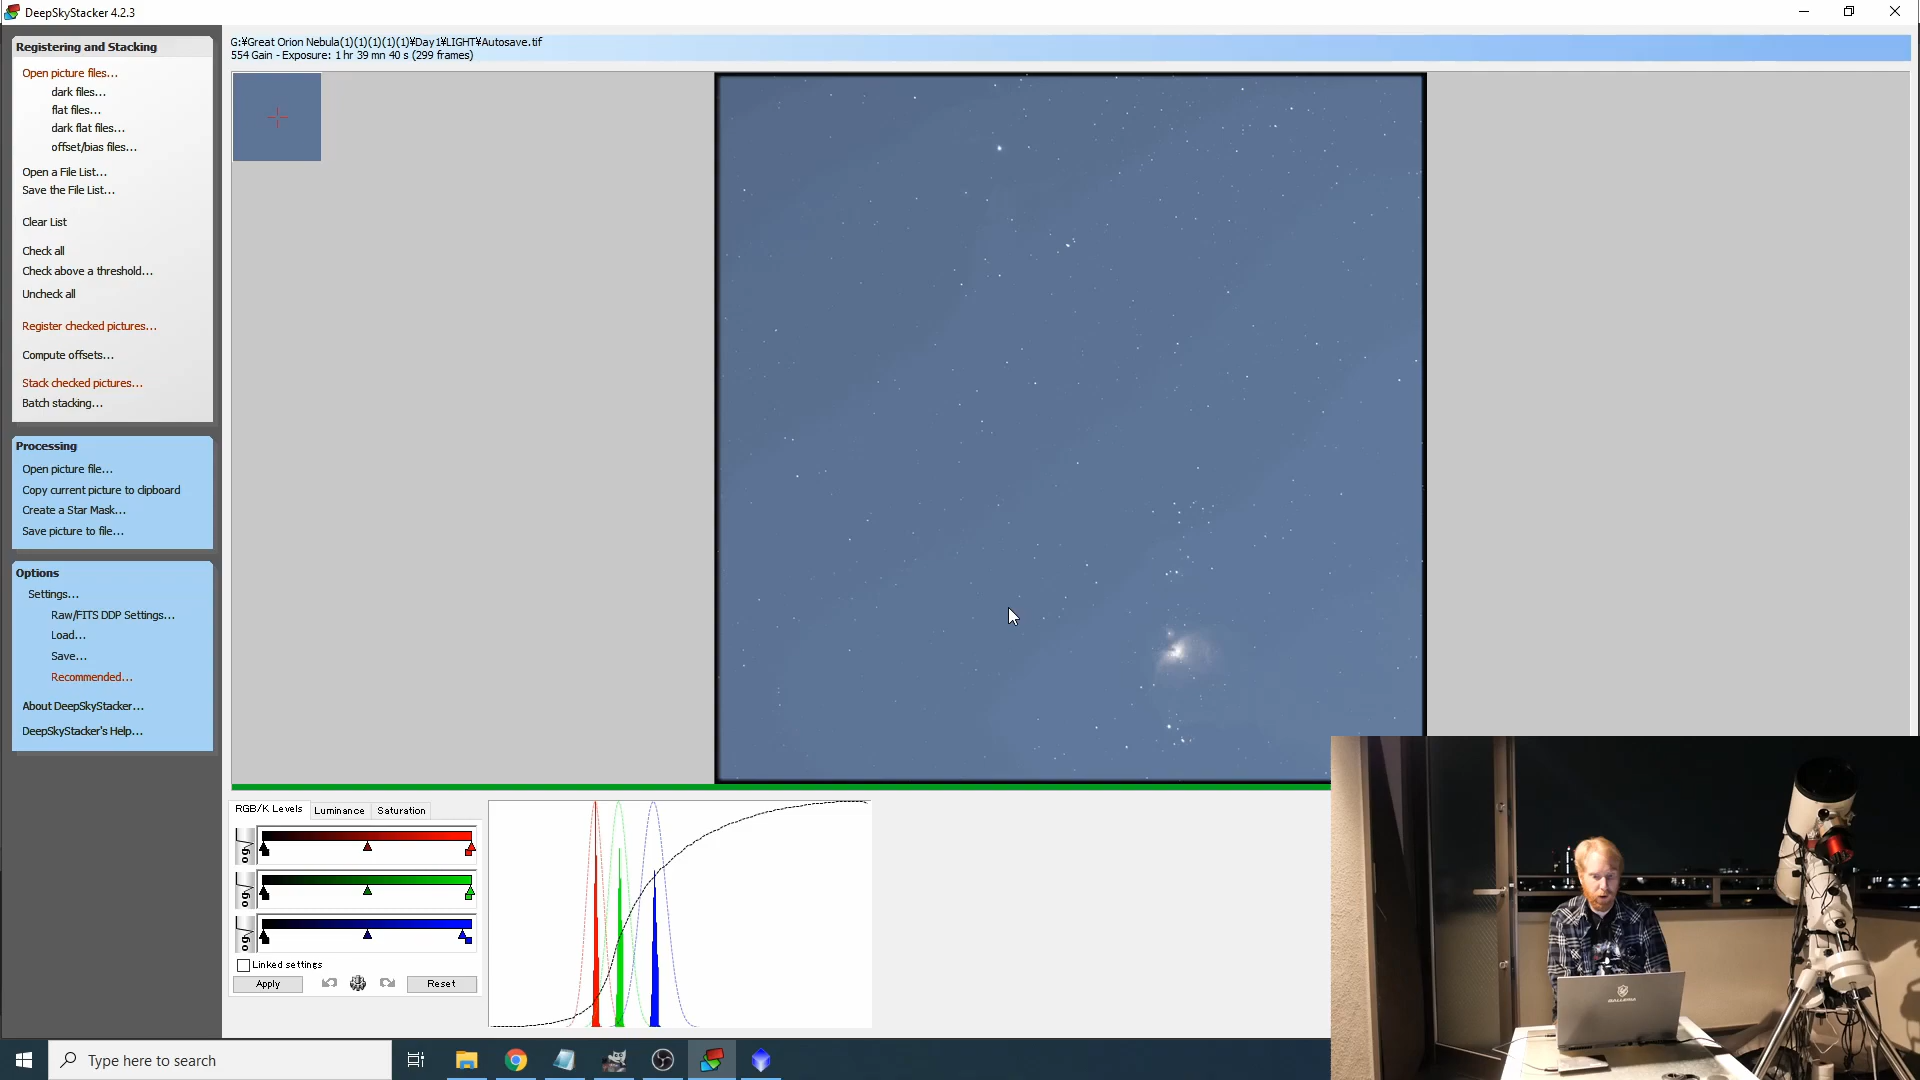 DeepSkyStacker 4.2.3
Registering and Stacking
Open picture files...
dark files...
flat files...
dark flat files...
offset/bias files...
Open a File List...
Save the File List...
Clear List
Check all
Check above a threshold...
Uncheck all
Register checked pictures...
Compute offsets...
Stack checked pictures...
Batch stacking...
Processing
Open picture file...
Copy current picture to clipboard
Create a Star Mask...
Save picture to file...
Options
Settings...
Raw/FITS DDP Settings...
Load...
Save...
Recommended...
About DeepSkyStacker...
DeepSkyStacker's Help...
G:¥Great Orion Nebula(1)(1)(1)(1)(1)¥Day1¥LIGHT¥Autosave.tif
554 Gain - Exposure: 1 hr 39 mn 40 s (299 frames)
RGB/K Levels
Luminance
Saturation
Linked settings
Apply
Reset
GALLERIA
Type here to search